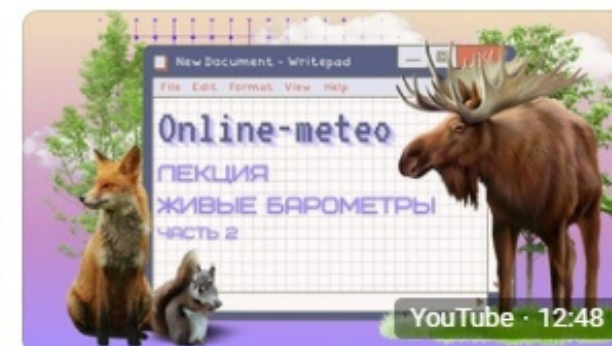 New Document - Writepad
File Edit Format View Help
Online-meteo
ЛЕКЦИЯ
ЖИВЫЕ БАРОМЕТРЫ
ЧАСТЬ 2
YouTube · 12:48